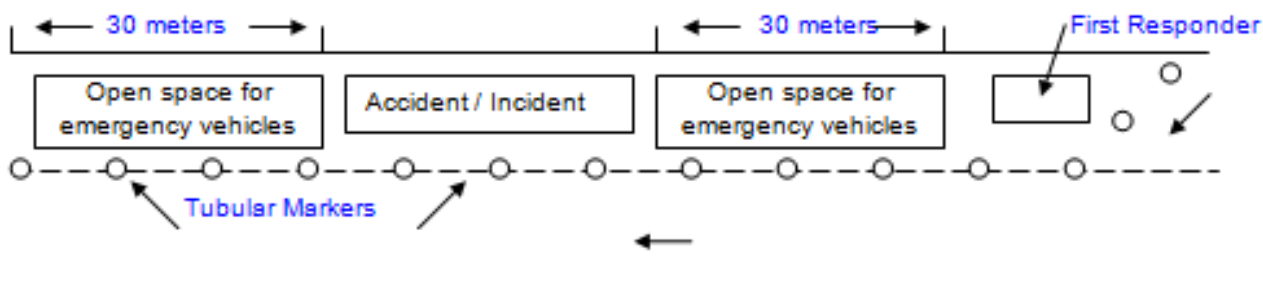 30 meters
30 meters
First Responder
Open space for
emergency vehicles
Accident / Incident
Open space for
emergency vehicles
Tubular Markers